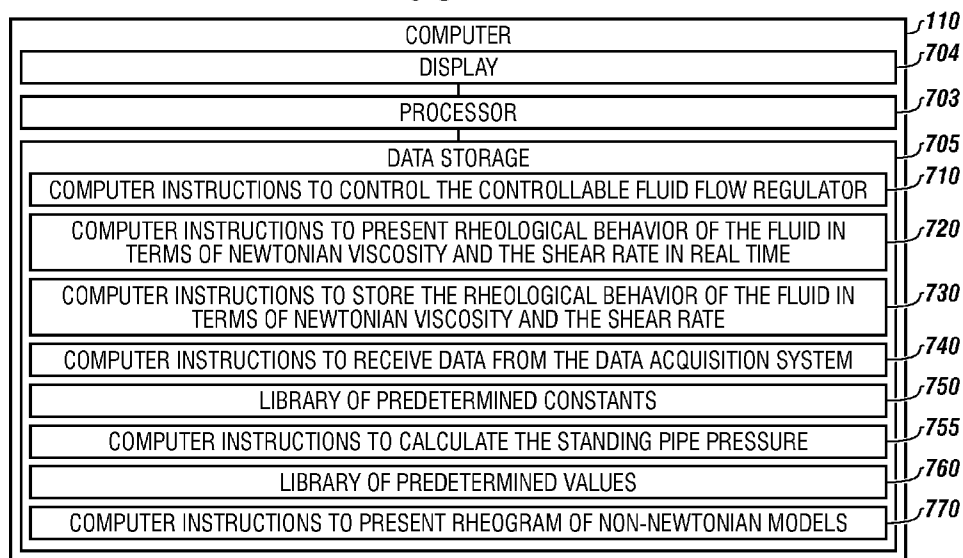 COMPUTER
110
DISPLAY
704
PROCESSOR
703
DATA STORAGE
705
COMPUTER INSTRUCTIONS TO CONTROL THE CONTROLLABLE FLUID FLOW REGULATOR
710
COMPUTER INSTRUCTIONS TO PRESENT RHEOLOGICAL BEHAVIOR OF THE FLUID IN
TERMS OF NEWTONIAN VISCOSITY AND THE SHEAR RATE IN REAL TIME
720
COMPUTER INSTRUCTIONS TO STORE THE RHEOLOGICAL BEHAVIOR OF THE FLUID IN
TERMS OF NEWTONIAN VISCOSITY AND THE SHEAR RATE
730
COMPUTER INSTRUCTIONS TO RECEIVE DATA FROM THE DATA ACQUISITION SYSTEM
740
LIBRARY OF PREDETERMINED CONSTANTS
750
COMPUTER INSTRUCTIONS TO CALCULATE THE STANDING PIPE PRESSURE
755
LIBRARY OF PREDETERMINED VALUES
760
COMPUTER INSTRUCTIONS TO PRESENT RHEOGRAM OF NON-NEWTONIAN MODELS
770